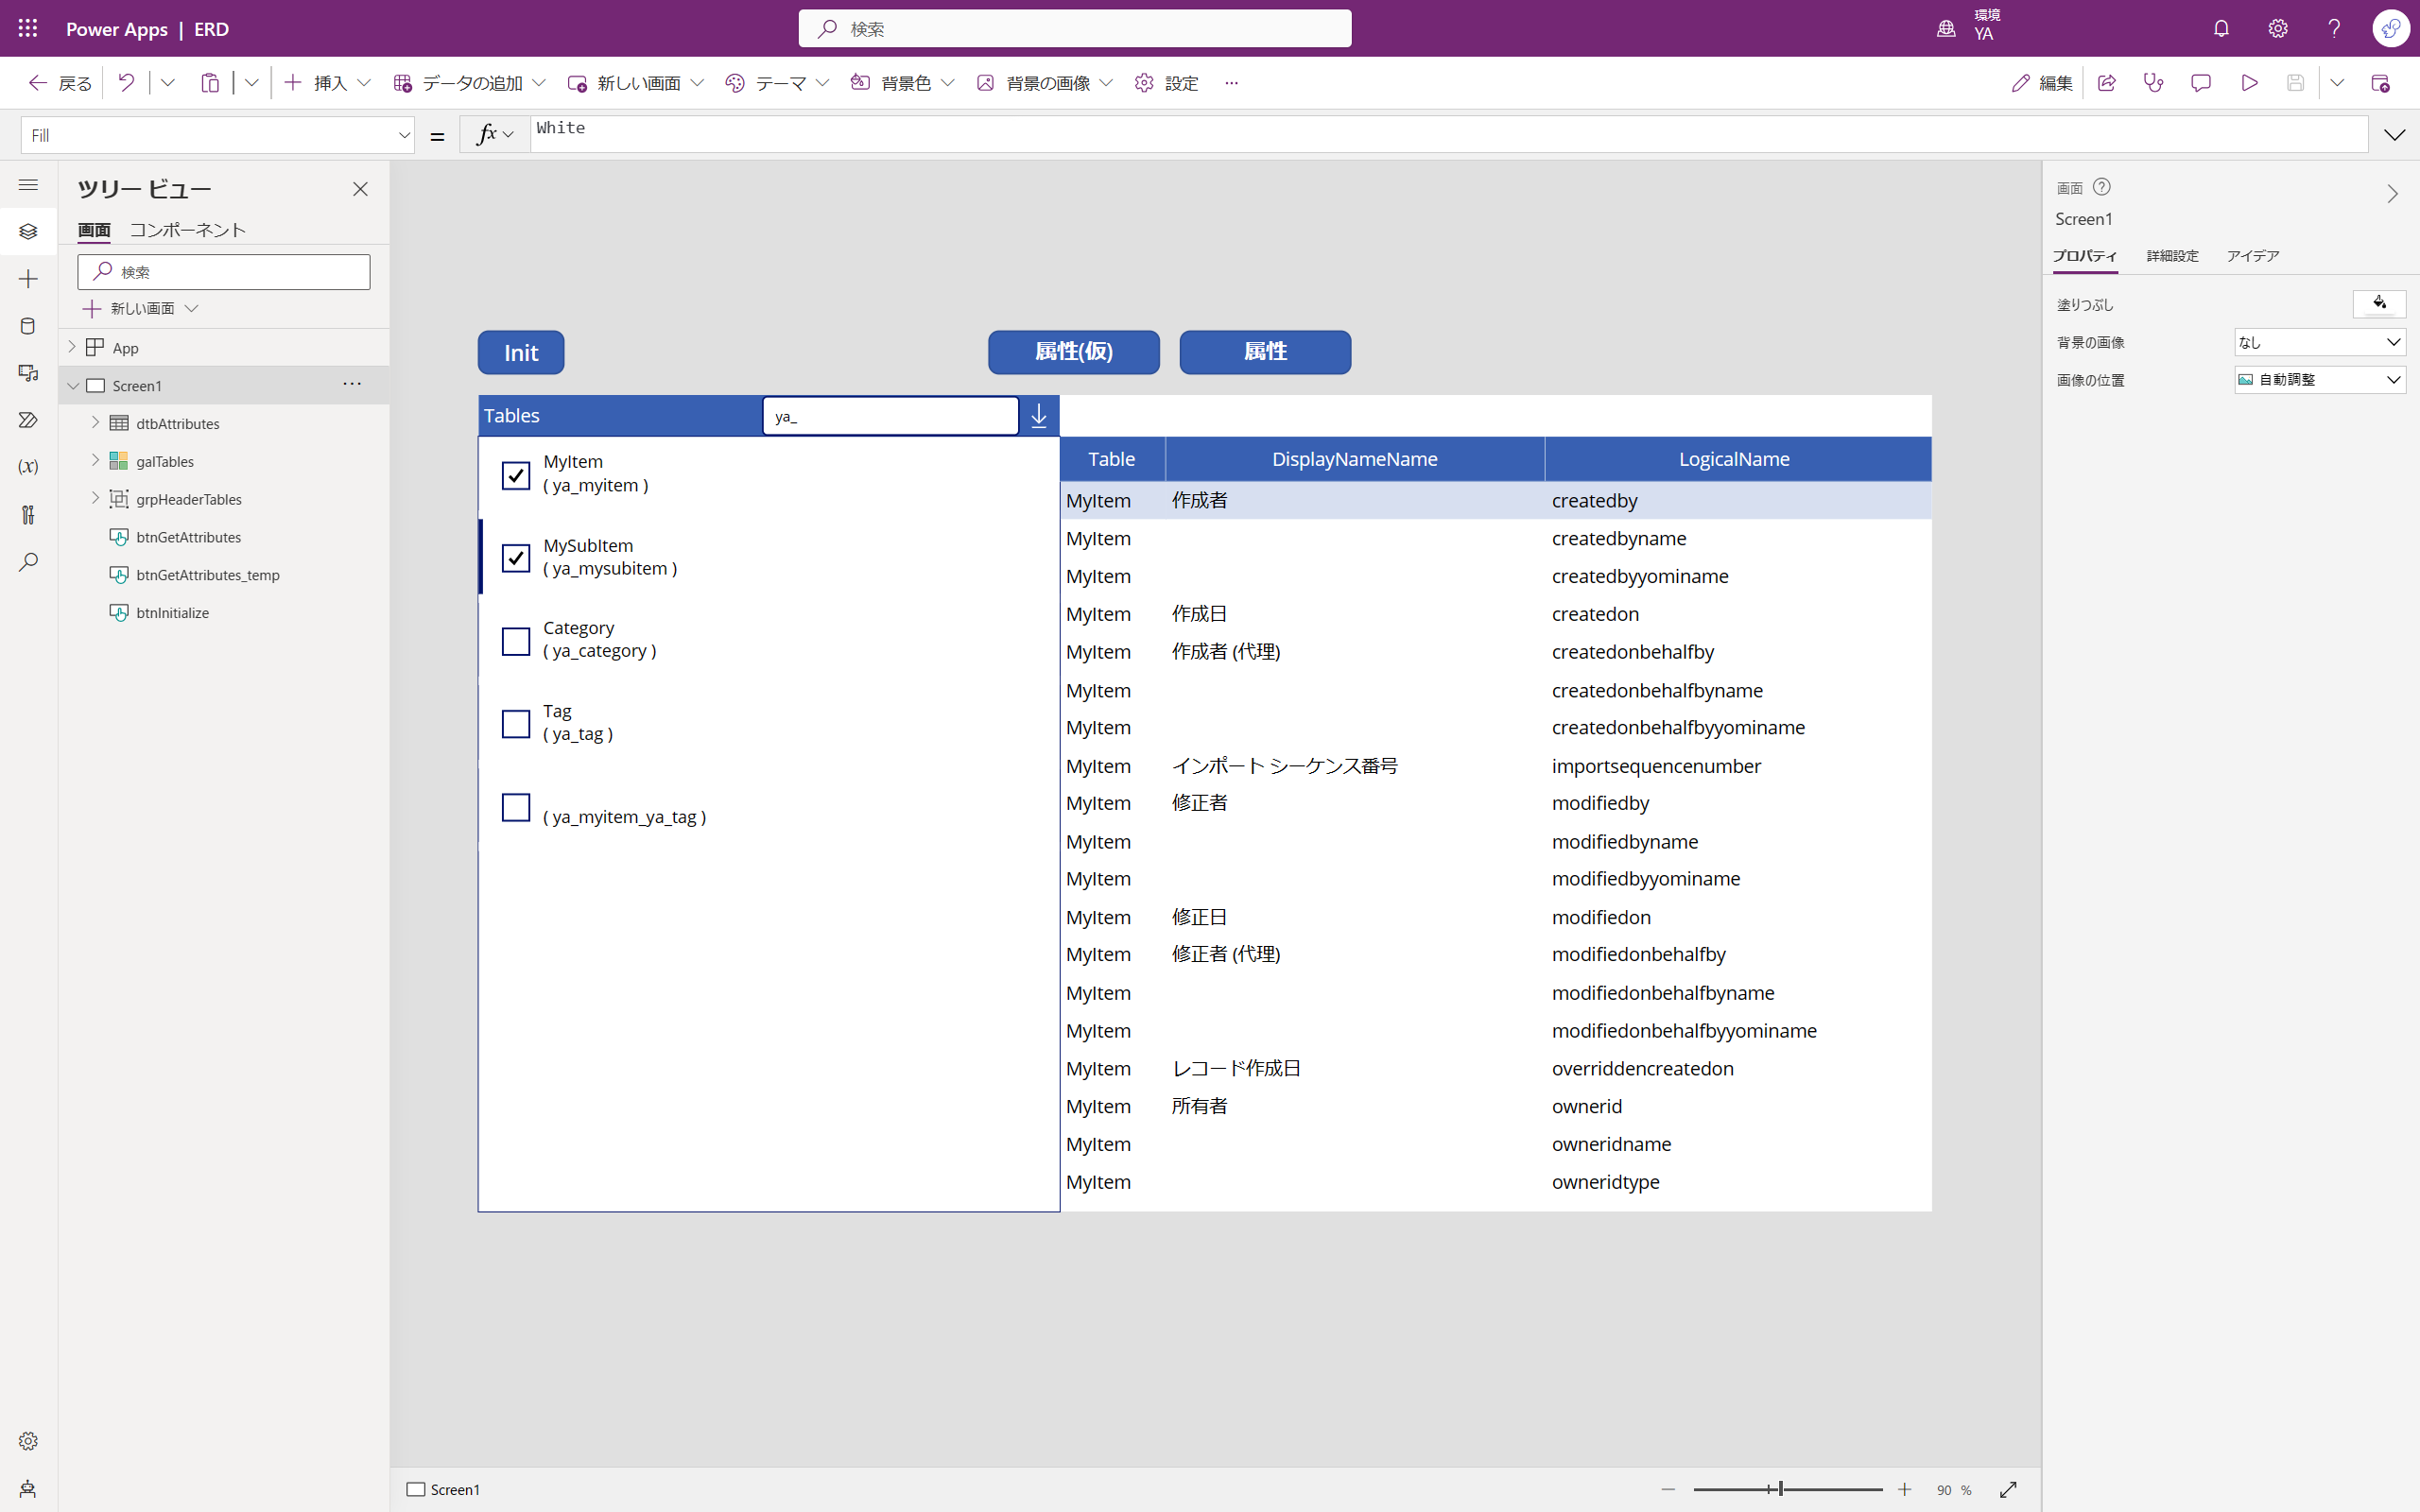 Power Apps | ERD
検索
環境
YA
戻る
挿入
データの追加
新しい画面
テーマ
背景色
背景の画像
設定
...
編集
Fill
=
fx
White
ツリー ビュー
画面
コンポーネント
検索
新しい画面
App
Screen1
...
dtbAttributes
galTables
grpHeaderTables
btnGetAttributes
btnGetAttributes_temp
btnInitialize
Init
属性(仮)
属性
Tables
ya_
MyItem
( ya_myitem )
MySubItem
( ya_mysubitem )
Category
( ya_category )
Tag
( ya_tag )
( ya_myitem_ya_tag )
Table DisplayNameName LogicalName
MyItem 作成者 createdby
MyItem createdbyname
MyItem createdbyyominame
MyItem 作成日 createdon
MyItem 作成者 (代理) createdonbehalfby
MyItem createdonbehalfbyname
MyItem createdonbehalfbyyominame
MyItem インポート シーケンス番号 importsequencenumber
MyItem 修正者 modifiedby
MyItem modifiedbyname
MyItem modifiedbyyominame
MyItem 修正日 modifiedon
MyItem 修正者 (代理) modifiedonbehalfby
MyItem modifiedonbehalfbyname
MyItem modifiedonbehalfbyyominame
MyItem レコード作成日 overriddencreatedon
MyItem 所有者 ownerid
MyItem owneridname
MyItem owneridtype
画面
Screen1
プロパティ
詳細設定
アイデア
塗りつぶし
背景の画像
なし
画像の位置
自動調整
Screen1
90 %